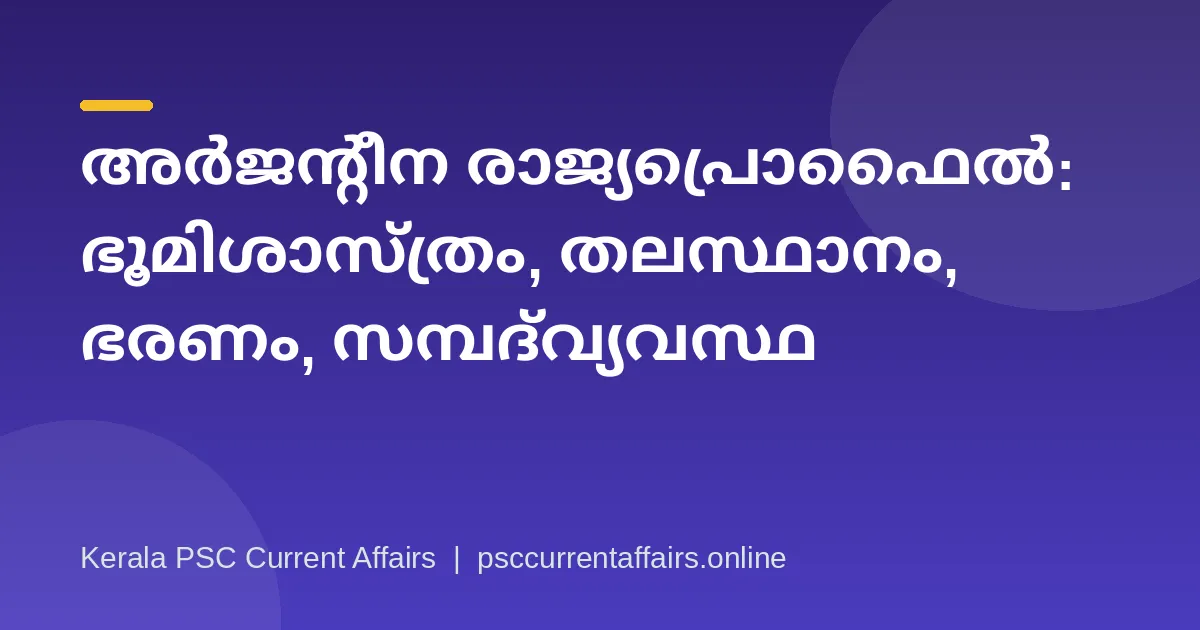 അർജന്റീന രാജ്യപ്രൊഫൈൽ:
ഭൂമിശാസ്ത്രം, തലസ്ഥാനം,
ഭരണം, സമ്പദ്‌വ്യവസ്ഥ
Kerala PSC Current Affairs | psccurrentaffairs.online